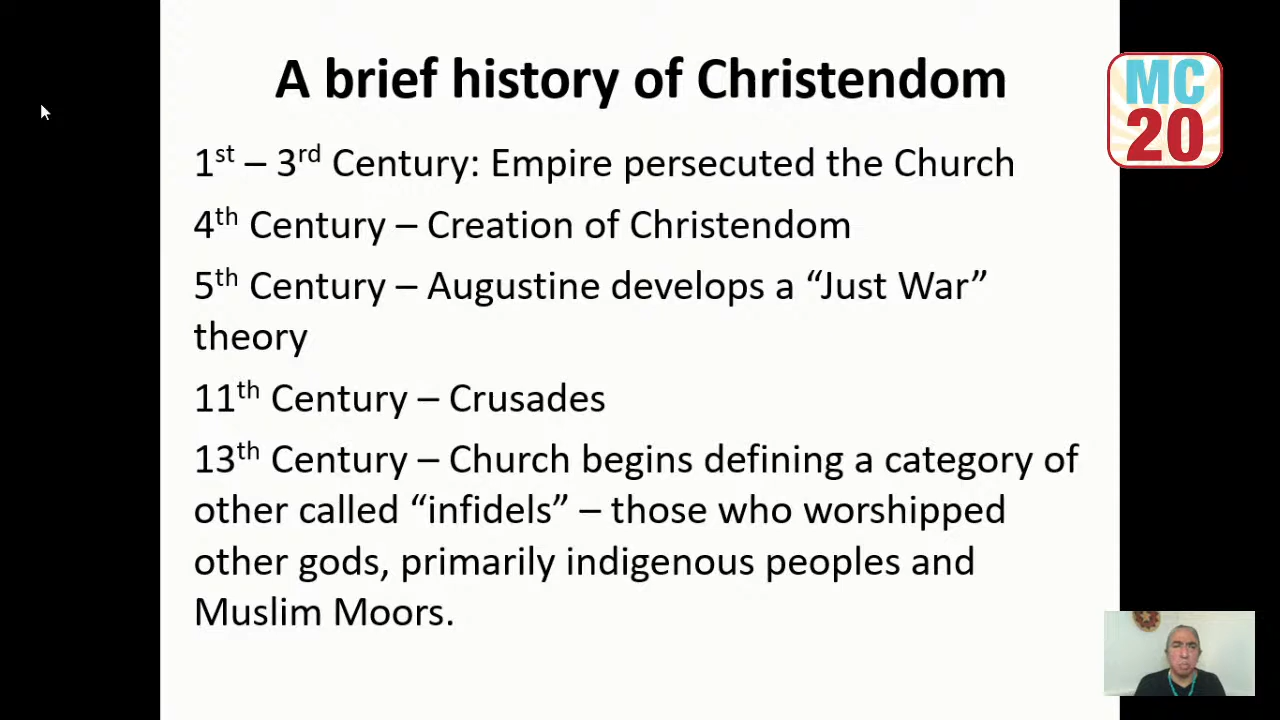 A brief history of Christendom
MC
20
1st – 3rd Century: Empire persecuted the Church
4th Century – Creation of Christendom
5th Century – Augustine develops a “Just War”
theory
11th Century – Crusades
13th Century – Church begins defining a category of
other called “infidels” – those who worshipped
other gods, primarily indigenous peoples and
Muslim Moors.